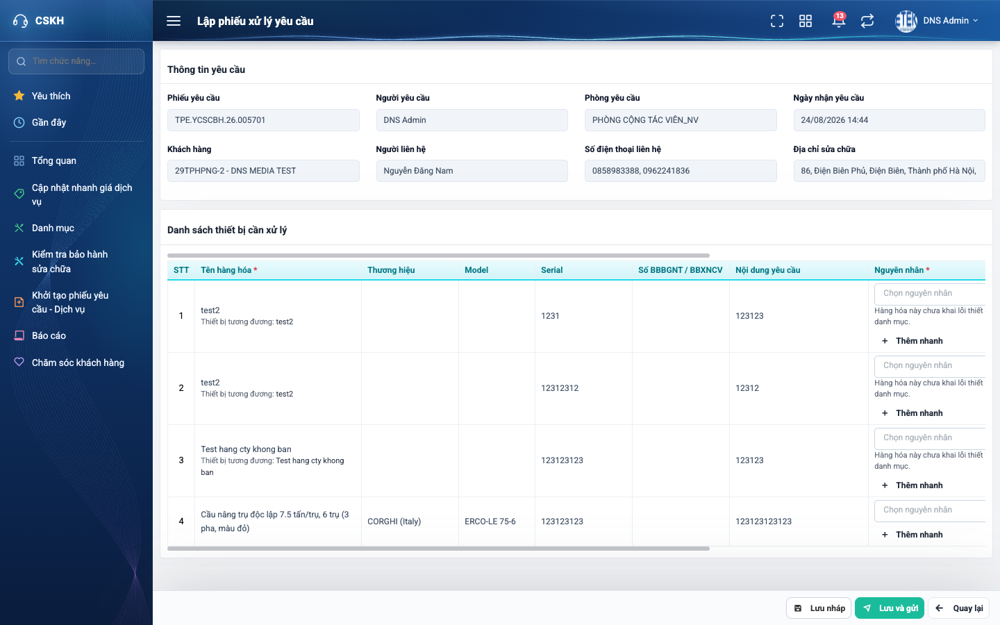 CSKH
Lập phiếu xử lý yêu cầu
13
DNS Admin
Tìm chức năng...
Yêu thích
Gần đây
Tổng quan
Cập nhật nhanh giá dịch
vụ
Danh mục
Kiểm tra bảo hành
sửa chữa
Khởi tạo phiếu yêu
cầu - Dịch vụ
Báo cáo
Chăm sóc khách hàng
Thông tin yêu cầu
Phiếu yêu cầu
Người yêu cầu
Phòng yêu cầu
Ngày nhận yêu cầu
TPE.YCSCBH.26.005701
DNS Admin
PHÒNG CỘNG TÁC VIÊN_NV
24/08/2026 14:44
Khách hàng
Người liên hệ
Số điện thoại liên hệ
Địa chỉ sửa chữa
29TPHPNG-2 - DNS MEDIA TEST
Nguyễn Đăng Nam
0858983388, 0962241836
86, Điện Biên Phủ, Điện Biên, Thành phố Hà Nội,
Danh sách thiết bị cần xử lý
STT Tên hàng hóa * Thương hiệu Model Serial Số BBBGNT / BBXNCV Nội dung yêu cầu Nguyên nhân *
1
test2
Thiết bị tương đương: test2
1231
123123
Chọn nguyên nhân
Hàng hóa này chưa khai lỗi thiết
danh mục.
+ Thêm nhanh
2
test2
Thiết bị tương đương: test2
12312312
12312
Chọn nguyên nhân
Hàng hóa này chưa khai lỗi thiết
danh mục.
+ Thêm nhanh
3
Test hang cty khong ban
Thiết bị tương đương: Test hang cty khong
ban
123123123
123123
Chọn nguyên nhân
Hàng hóa này chưa khai lỗi thiết
danh mục.
+ Thêm nhanh
4
Cầu nâng trụ độc lập 7.5 tấn/trụ, 6 trụ (3
pha, màu đỏ)
CORGHI (Italy)
ERCO-LE 75-6
123123123
123123123123
Chọn nguyên nhân
+ Thêm nhanh
Lưu nháp
Lưu và gửi
Quay lại